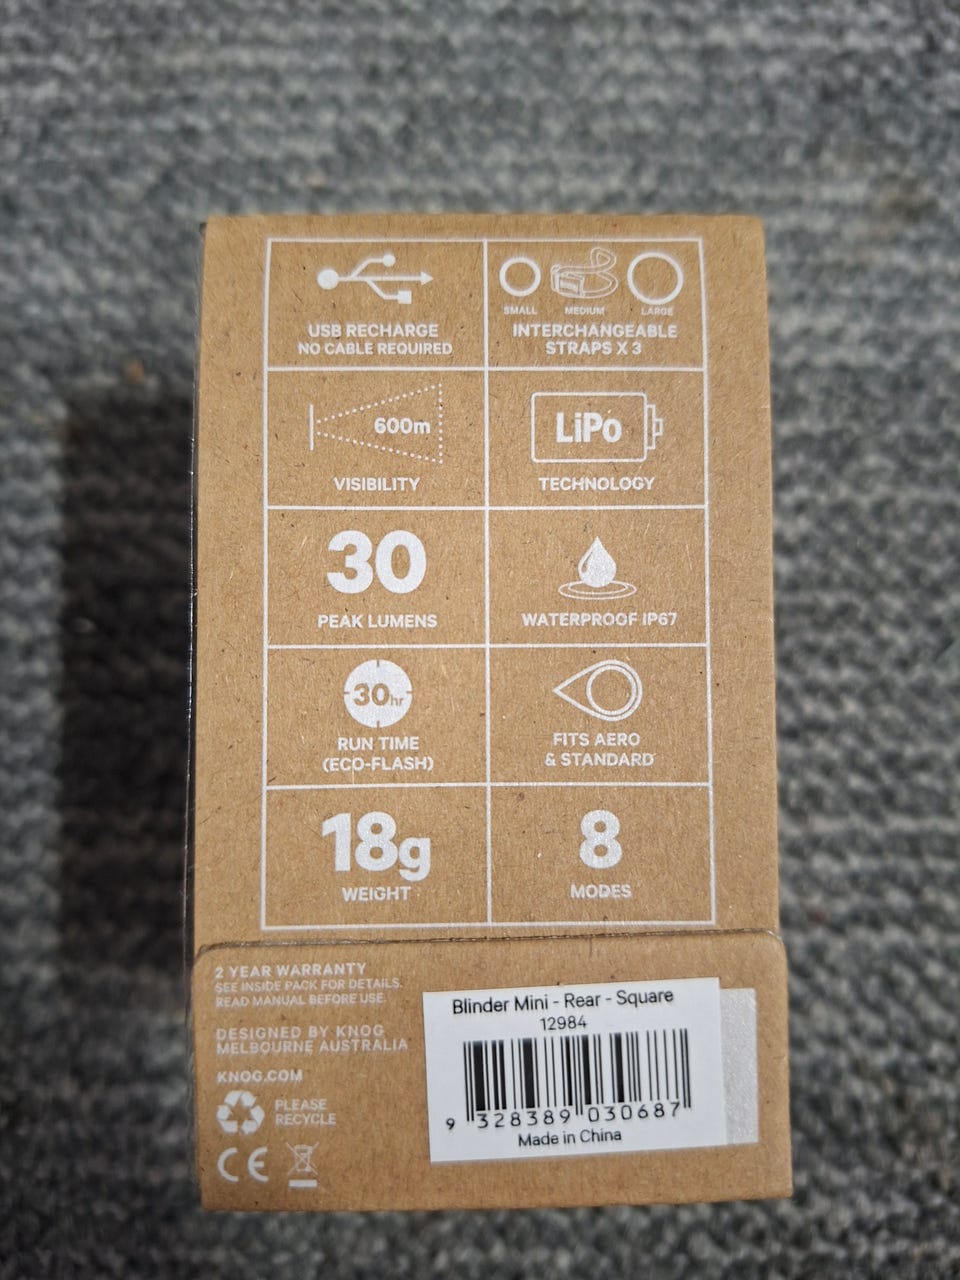 SMALL MEDIUM LARGE
USB RECHARGE
NO CABLE REQUIRED
INTERCHANGEABLE
STRAPS X 3
600m
VISIBILITY
LiPo
TECHNOLOGY
30
PEAK LUMENS
WATERPROOF IP67
30hr
RUN TIME
(ECO-FLASH)
FITS AERO
& STANDARD
18g
WEIGHT
8
MODES
2 YEAR WARRANTY
SEE INSIDE PACK FOR DETAILS.
READ MANUAL BEFORE USE.
DESIGNED BY KNOG
MELBOURNE AUSTRALIA
KNOG.COM
PLEASE
RECYCLE
CE
Blinder Mini - Rear - Square
12984
9 328389 030687
Made in China